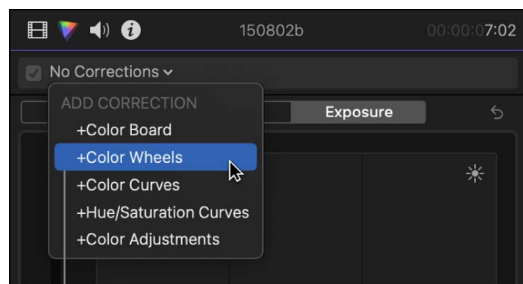 150802b 00:00:07:02
No Corrections
ADD CORRECTION
+Color Board
Exposure
+Color Wheels
+Color Curves
+Hue/Saturation Curves
+Color Adjustments